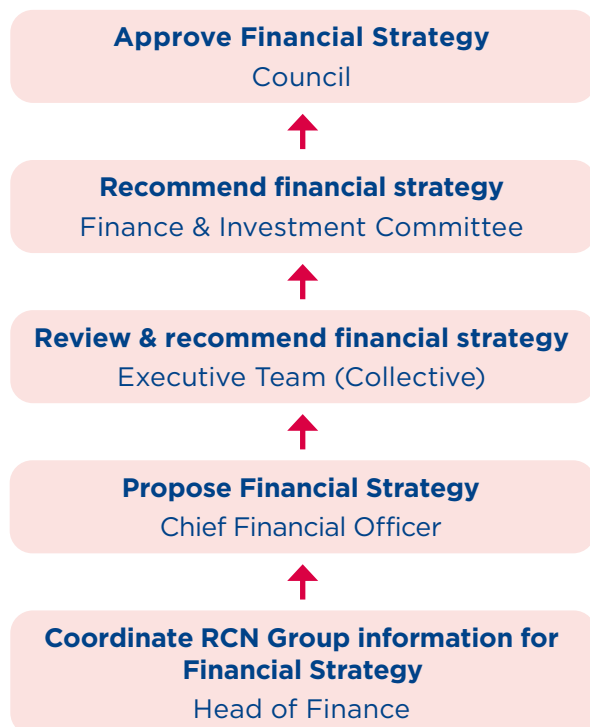 Approve Financial Strategy
Council
Recommend financial strategy
Finance & Investment Committee
Review & recommend financial strategy
Executive Team (Collective)
Propose Financial Strategy
Chief Financial Officer
Coordinate RCN Group information for
Financial Strategy
Head of Finance